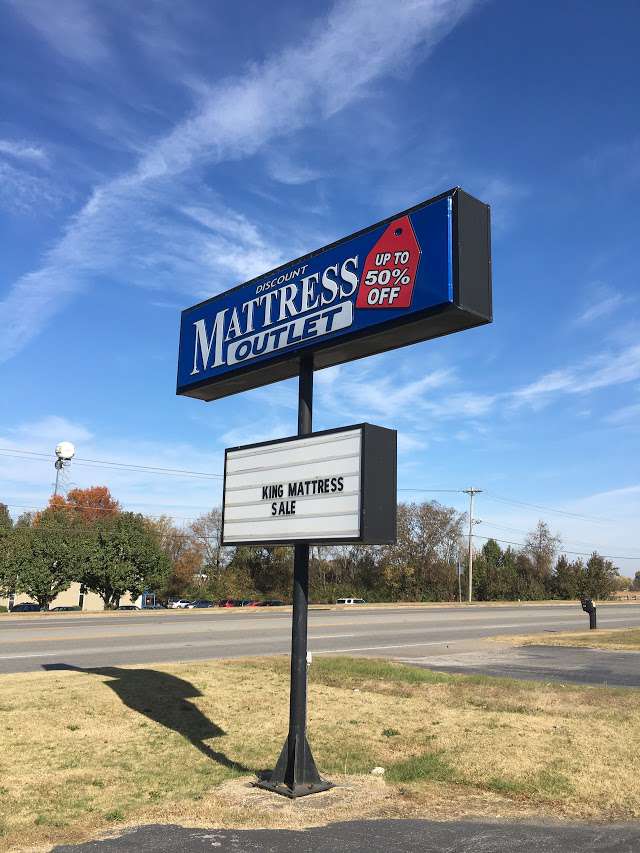 DISCOUNT
MATTRESS
OUTLET
UP TO
50%
OFF
KING MATTRESS
SALE